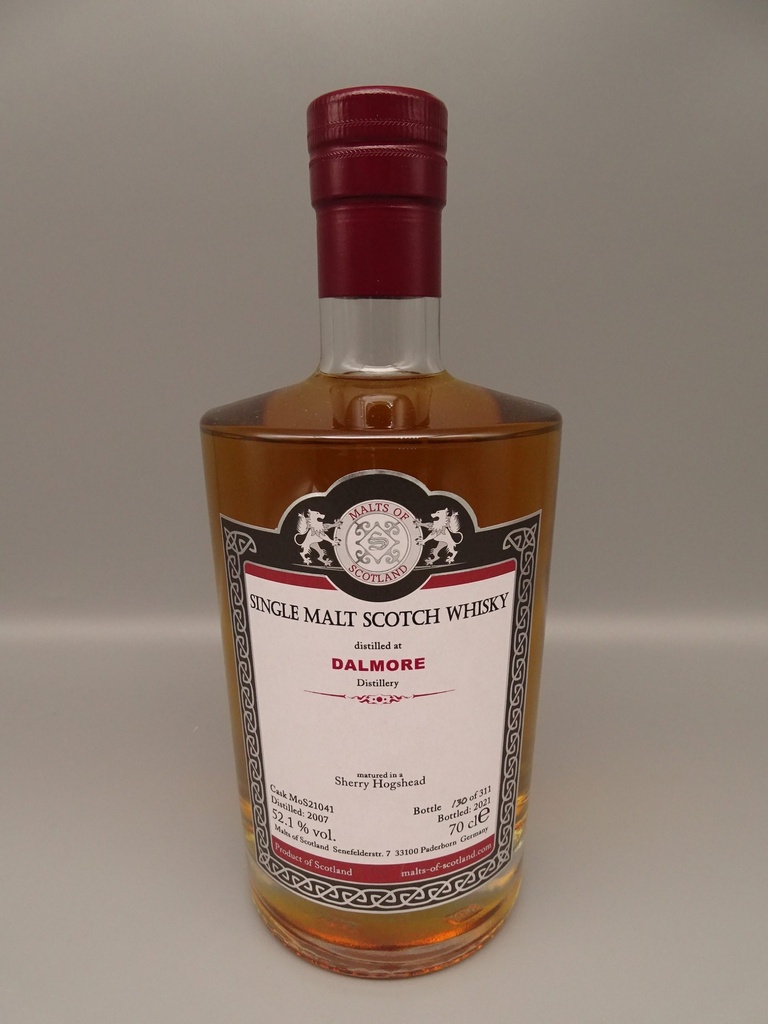 MALTS OF
SCOTLAND
SINGLE MALT SCOTCH WHISKY
distilled at
DALMORE
Distillery
matured in a
Sherry Hogshead
Cask MoS21041
Distilled: 2007
52.1 % vol.
Bottle 130 of 311
Bottled: 2021
70 cl e
Malts of Scotland Senefelderstr. 7 33100 Paderborn Germany
Product of Scotland
malts-of-scotland.com